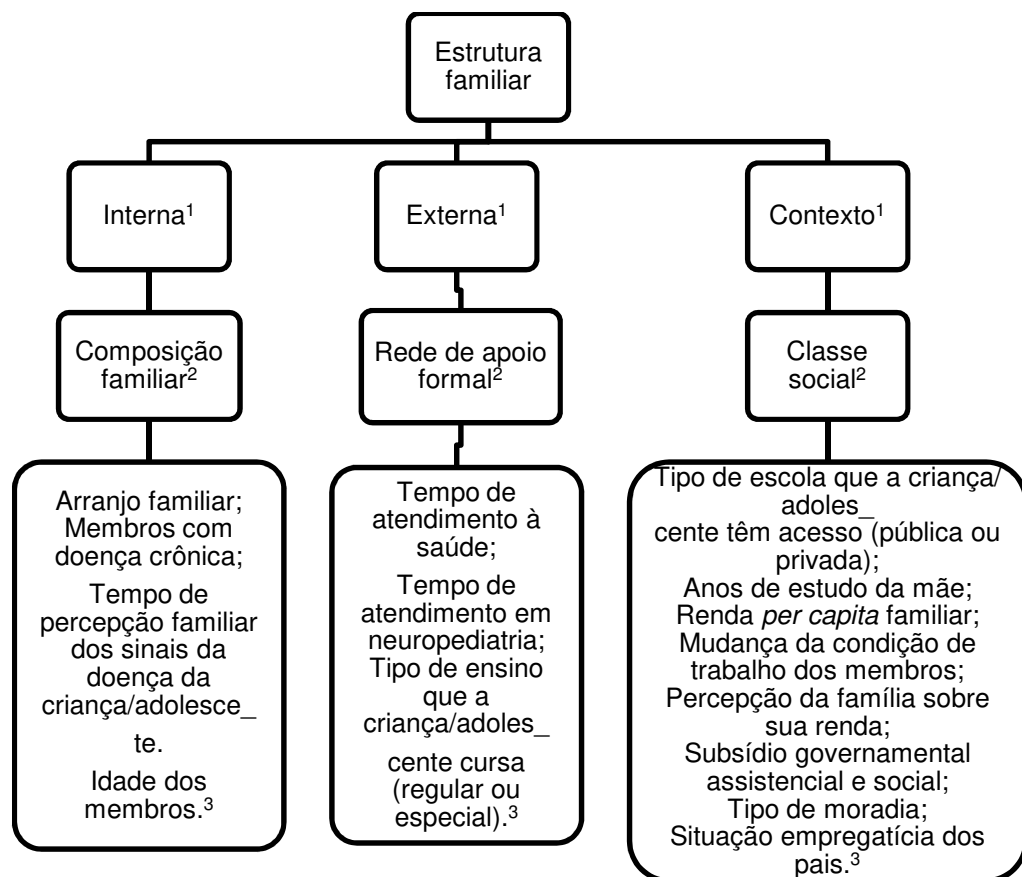 Estrutura
familiar
Interna¹
Externa¹
Contexto¹
Composição
familiar²
Rede de apoio
formal²
Classe
social²
Arranjo familiar;
Membros com
doença crônica;
Tempo de
percepção familiar
dos sinais da
doença da
criança/adolesce_
te.
Idade dos
membros.³
Tempo de
atendimento à
saúde;
Tempo de
atendimento em
neuropediatria;
Tipo de ensino
que a
criança/adoles_
cente cursa
(regular ou
especial).³
Tipo de escola que a criança/
adoles_
cente têm acesso (pública ou
privada);
Anos de estudo da mãe;
Renda per capita familiar;
Mudança da condição de
trabalho dos membros;
Percepção da família sobre
sua renda;
Subsídio governamental
assistencial e social;
Tipo de moradia;
Situação empregatícia dos
pais.³